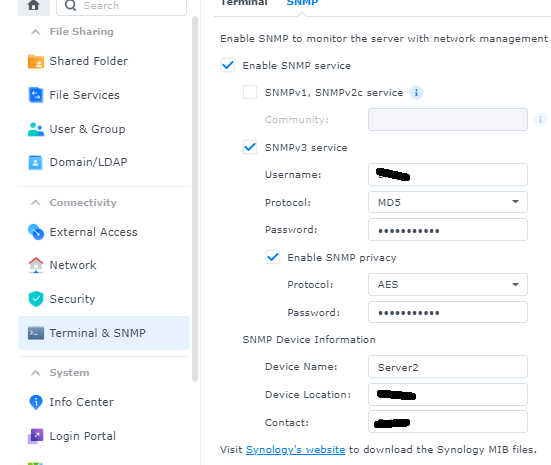 Search
Terminal
SNMP
File Sharing
Shared Folder
File Services
User & Group
Domain/LDAP
Connectivity
External Access
Network
Security
Terminal & SNMP
System
Info Center
Login Portal
Enable SNMP to monitor the server with network management
Enable SNMP service
SNMPv1, SNMPv2c service
Community:
SNMPv3 service
Username:
Protocol: MD5
Password: •••••••••••
Enable SNMP privacy
Protocol: AES
Password: •••••••••••
SNMP Device Information
Device Name: Server2
Device Location:
Contact:
Visit Synology's website to download the Synology MIB files.